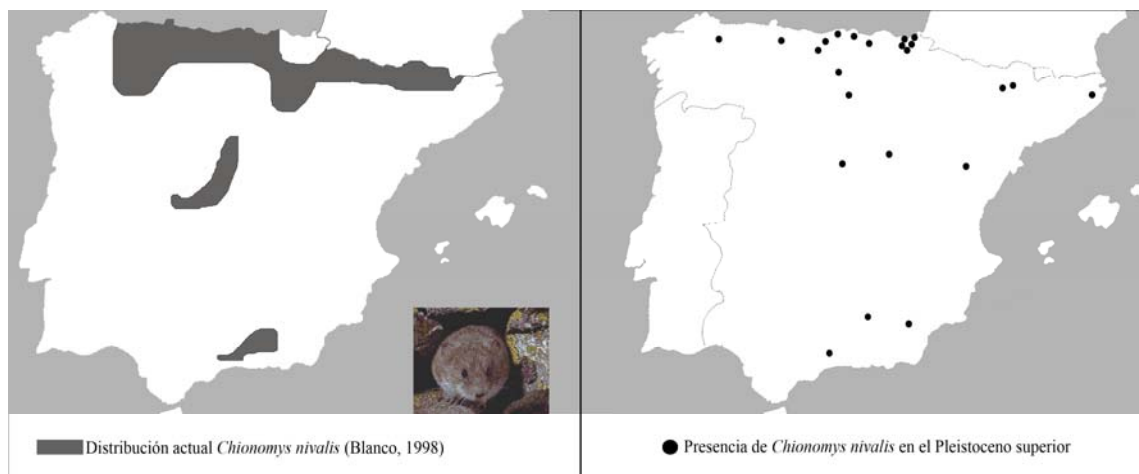 Distribución actual Chionomys nivalis (Blanco, 1998)
Presencia de Chionomys nivalis en el Pleistoceno superior